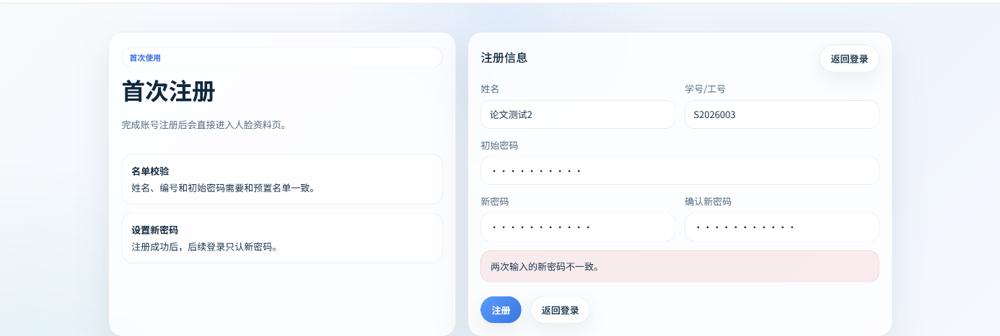 首次使用
首次注册
完成账号注册后会直接进入人脸资料页。
名单校验
姓名、编号和初始密码需要和预置名单一致。
设置新密码
注册成功后，后续登录只认新密码。
注册信息
返回登录
姓名
学号/工号
论文测试2
S2026003
初始密码
··········
新密码
确认新密码
···········
···········
两次输入的新密码不一致。
注册
返回登录